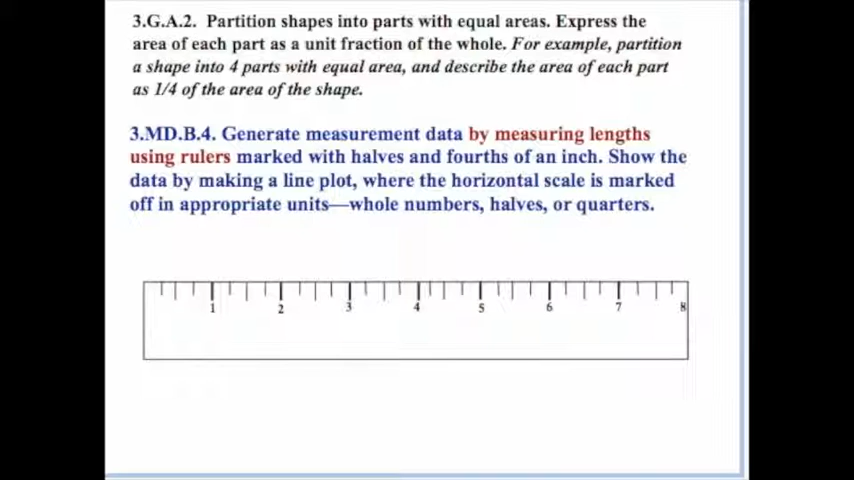 3.G.A.2. Partition shapes into parts with equal areas. Express the
area of each part as a unit fraction of the whole. For example, partition
a shape into 4 parts with equal area, and describe the area of each part
as 1/4 of the area of the shape.
3.MD.B.4. Generate measurement data by measuring lengths
using rulers marked with halves and fourths of an inch. Show the
data by making a line plot, where the horizontal scale is marked
off in appropriate units—whole numbers, halves, or quarters.
1 2 3 4 5 6 7 8